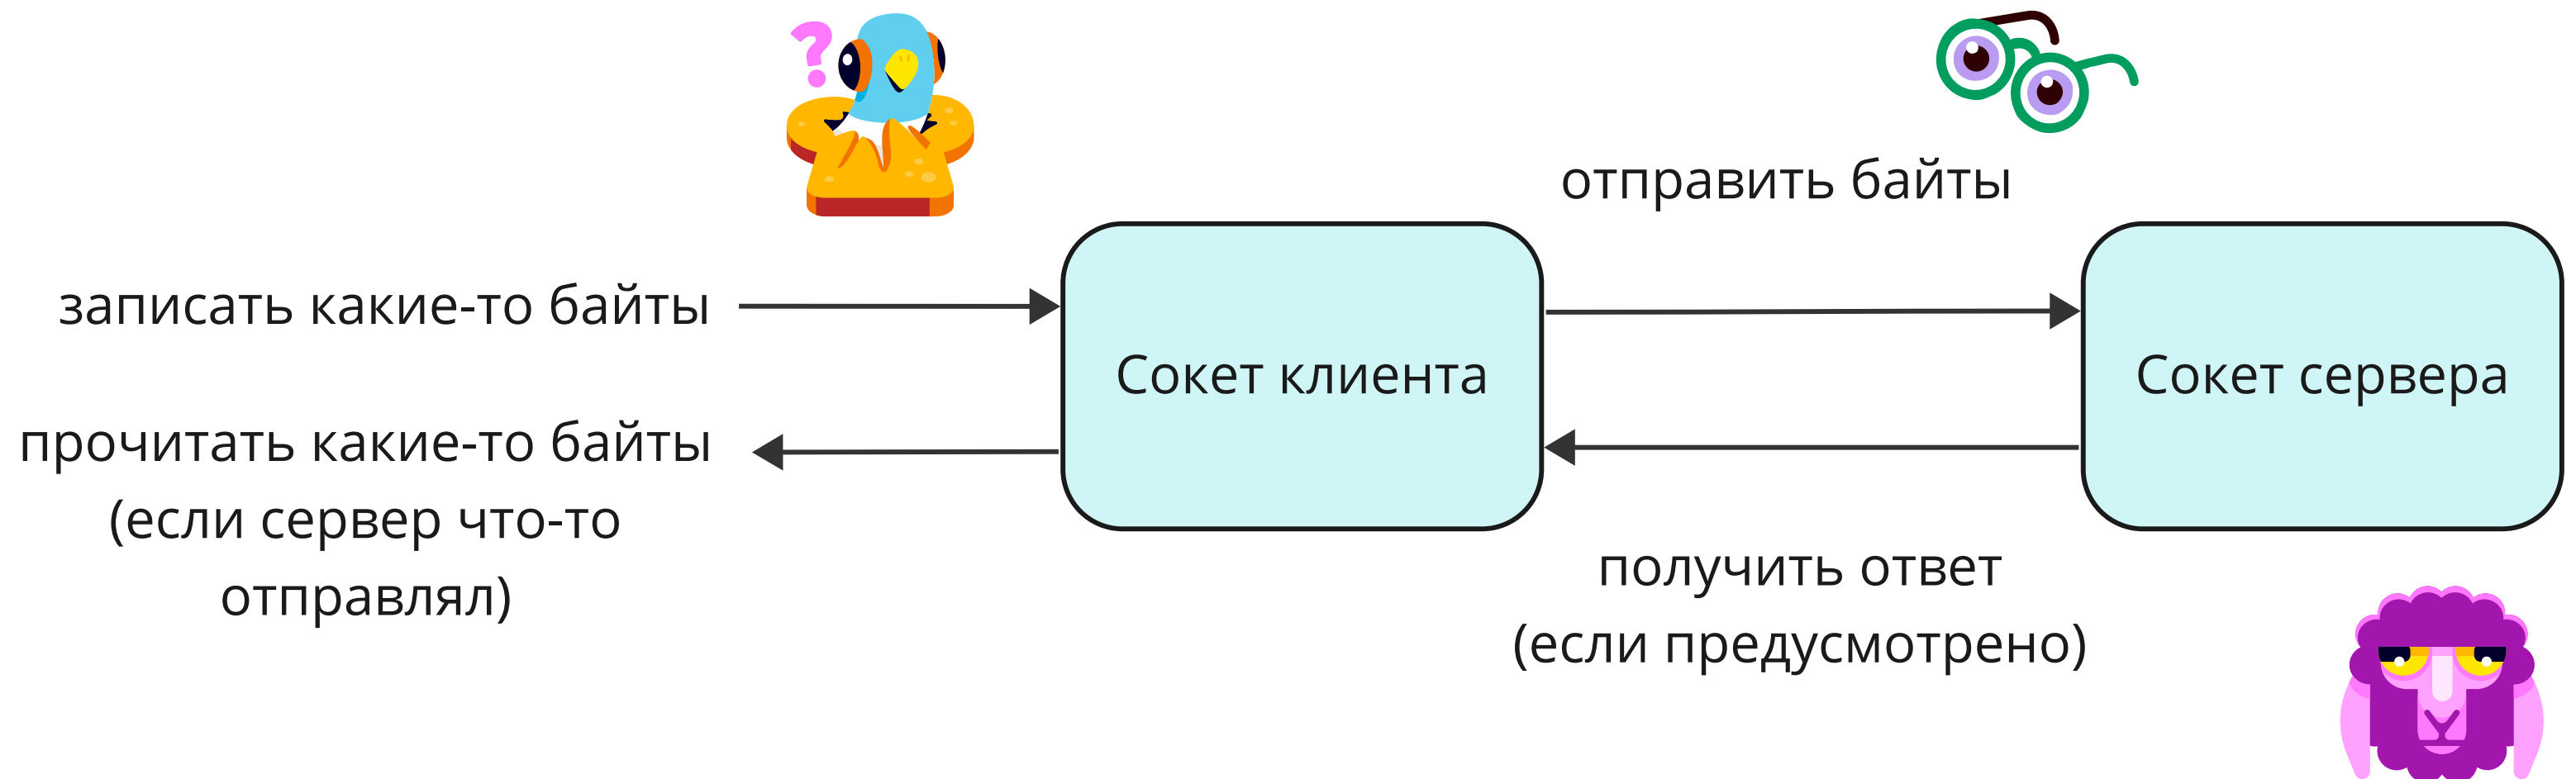 ?
отправить байты
записать какие-то байты
Сокет клиента
Сокет сервера
прочитать какие-то байты
(если сервер что-то
отправлял)
получить ответ
(если предусмотрено)